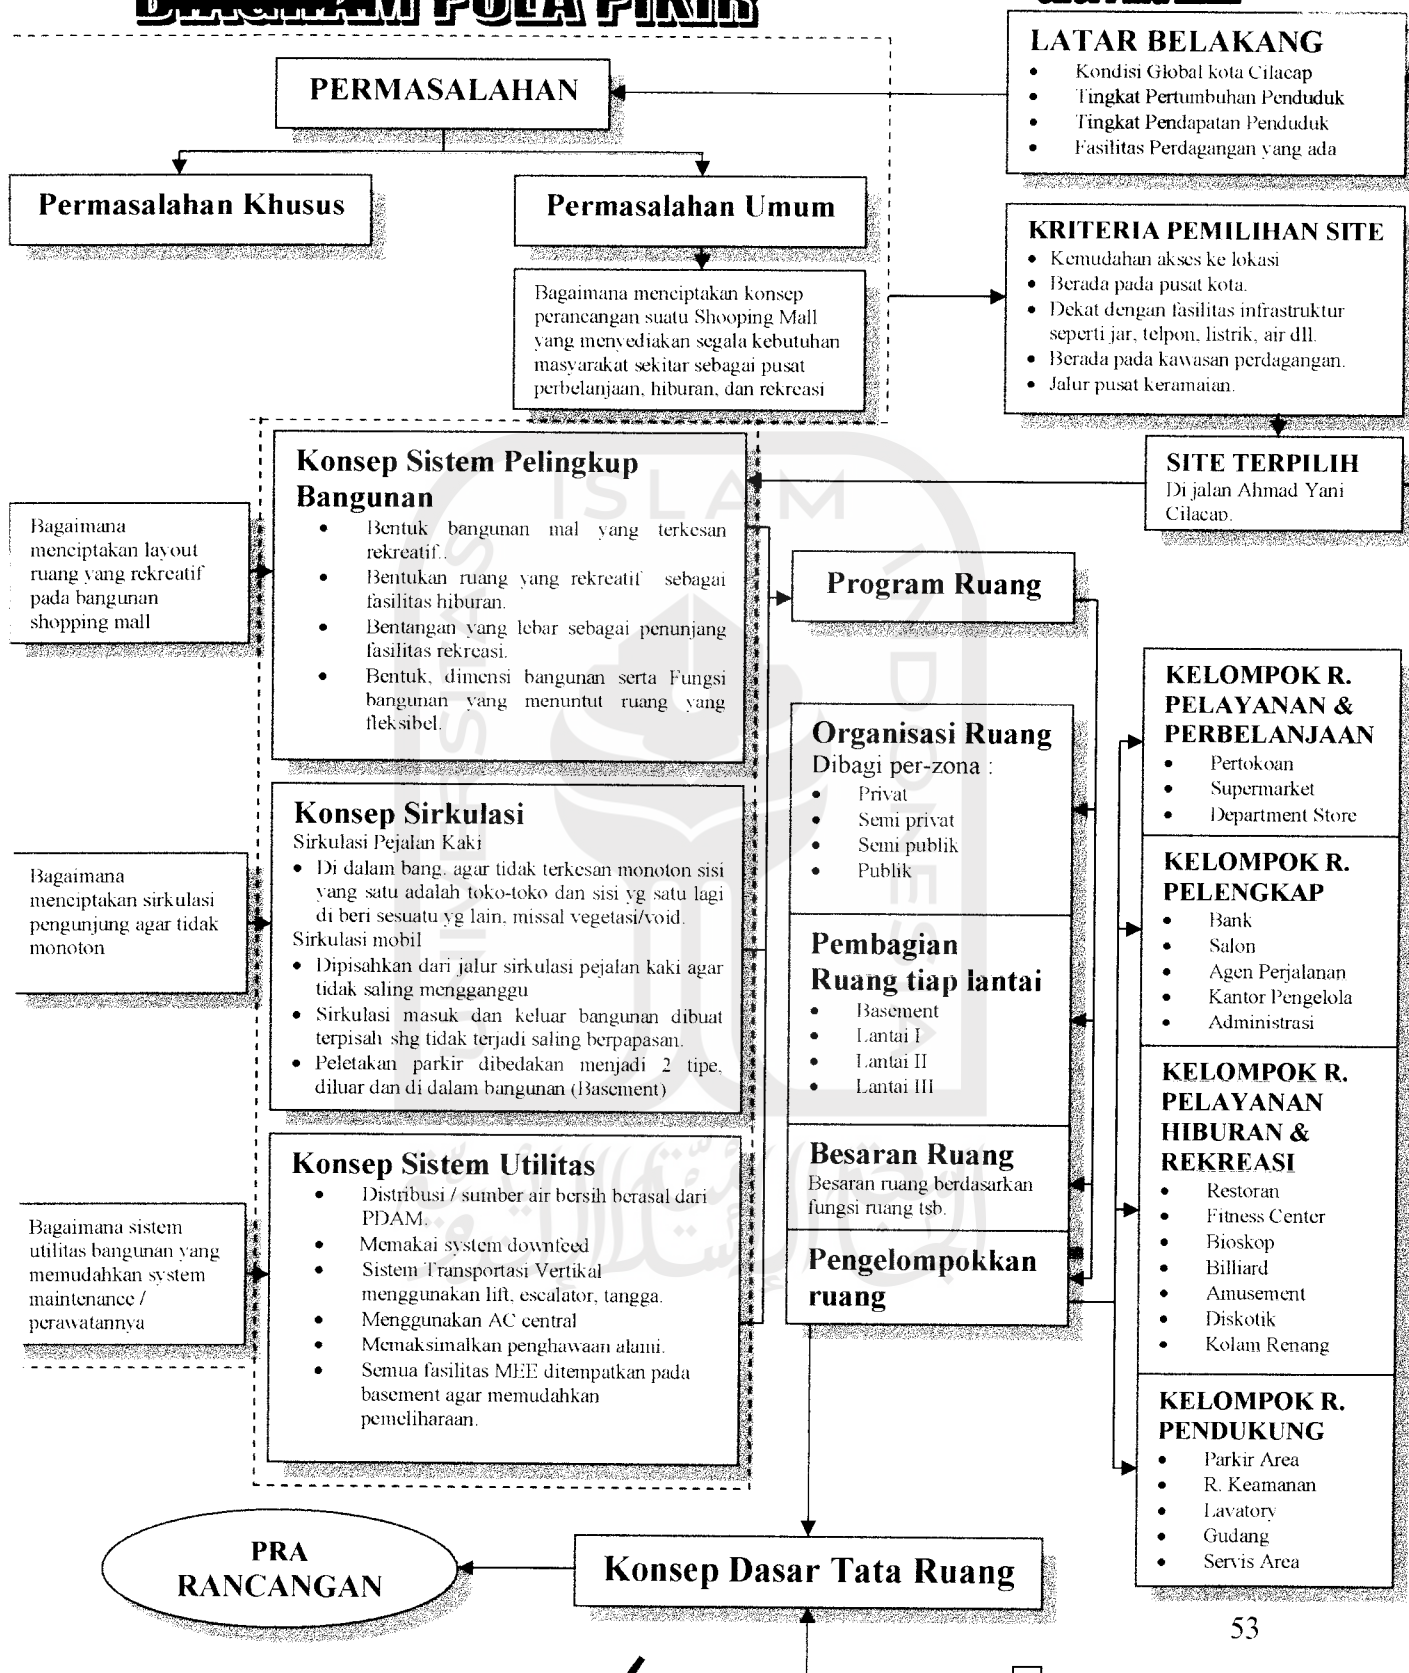 DIAGRAM POLA PIKIR
LATAR BELAKANG
• Kondisi Global kota Cilacap
• Tingkat Pertumbuhan Penduduk
• Tingkat Pendapatan Penduduk
• Fasilitas Perdagangan yang ada
PERMASALAHAN
Permasalahan Khusus
Permasalahan Umum
Bagaimana menciptakan konsep
perancangan suatu Shooping Mall
yang menyediakan segala kebutuhan
masyarakat sekitar sebagai pusat
perbelanjaan, hiburan, dan rekreasi
KRITERIA PEMILIHAN SITE
• Kemudahan akses ke lokasi
• Berada pada pusat kota.
• Dekat dengan fasilitas infrastruktur
seperti jar, telpon, listrik, air dll.
• Berada pada kawasan perdagangan.
• Jalur pusat keramaian.
SITE TERPILIH
Di jalan Ahmad Yani
Cilacap.
Bagaimana
menciptakan layout
ruang yang rekreatif
pada bangunan
shopping mall
Konsep Sistem Pelingkup
Bangunan
• Bentuk bangunan mal yang terkesan
rekreatif..
• Bentukan ruang yang rekreatif sebagai
fasilitas hiburan.
• Bentangan yang lebar sebagai penunjang
fasilitas rekreasi.
• Bentuk, dimensi bangunan serta Fungsi
bangunan yang menuntut ruang yang
fleksibel.
Bagaimana
menciptakan sirkulasi
pengunjung agar tidak
monoton
Konsep Sirkulasi
Sirkulasi Pejalan Kaki
• Di dalam bang, agar tidak terkesan monoton sisi
yang satu adalah toko-toko dan sisi yg satu lagi
di beri sesuatu yg lain, missal vegetasi/void.
Sirkulasi mobil
• Dipisahkan dari jalur sirkulasi pejalan kaki agar
tidak saling mengganggu
• Sirkulasi masuk dan keluar bangunan dibuat
terpisah shg tidak terjadi saling berpapasan.
• Peletakan parkir dibedakan menjadi 2 tipe,
diluar dan di dalam bangunan (Basement)
Bagaimana sistem
utilitas bangunan yang
memudahkan system
maintenance /
perawatannya
Konsep Sistem Utilitas
• Distribusi / sumber air bersih berasal dari
PDAM.
• Memakai system downfeed
• Sistem Transportasi Vertikal
menggunakan lift, escalator, tangga.
• Menggunakan AC central
• Memaksimalkan penghawaan alami.
• Semua fasilitas MEE ditempatkan pada
basement agar memudahkan
pemeliharaan.
Program Ruang
Organisasi Ruang
Dibagi per-zona :
• Privat
• Semi privat
• Semi publik
• Publik
Pembagian
Ruang tiap lantai
• Basement
• Lantai I
• Lantai II
• Lantai III
Besaran Ruang
Besaran ruang berdasarkan
fungsi ruang tsb.
Pengelompokkan
ruang
KELOMPOK R.
PELAYANAN &
PERBELANJAAN
• Pertokoan
• Supermarket
• Department Store
KELOMPOK R.
PELENGKAP
• Bank
• Salon
• Agen Perjalanan
• Kantor Pengelola
• Administrasi
KELOMPOK R.
PELAYANAN
HIBURAN &
REKREASI
• Restoran
• Fitness Center
• Bioskop
• Billiard
• Amusement
• Diskotik
• Kolam Renang
KELOMPOK R.
PENDUKUNG
• Parkir Area
• R. Keamanan
• Lavatory
• Gudang
• Servis Area
Konsep Dasar Tata Ruang
PRA
RANCANGAN
53
UNIVERSITAS
ISLAM
INDONESIA